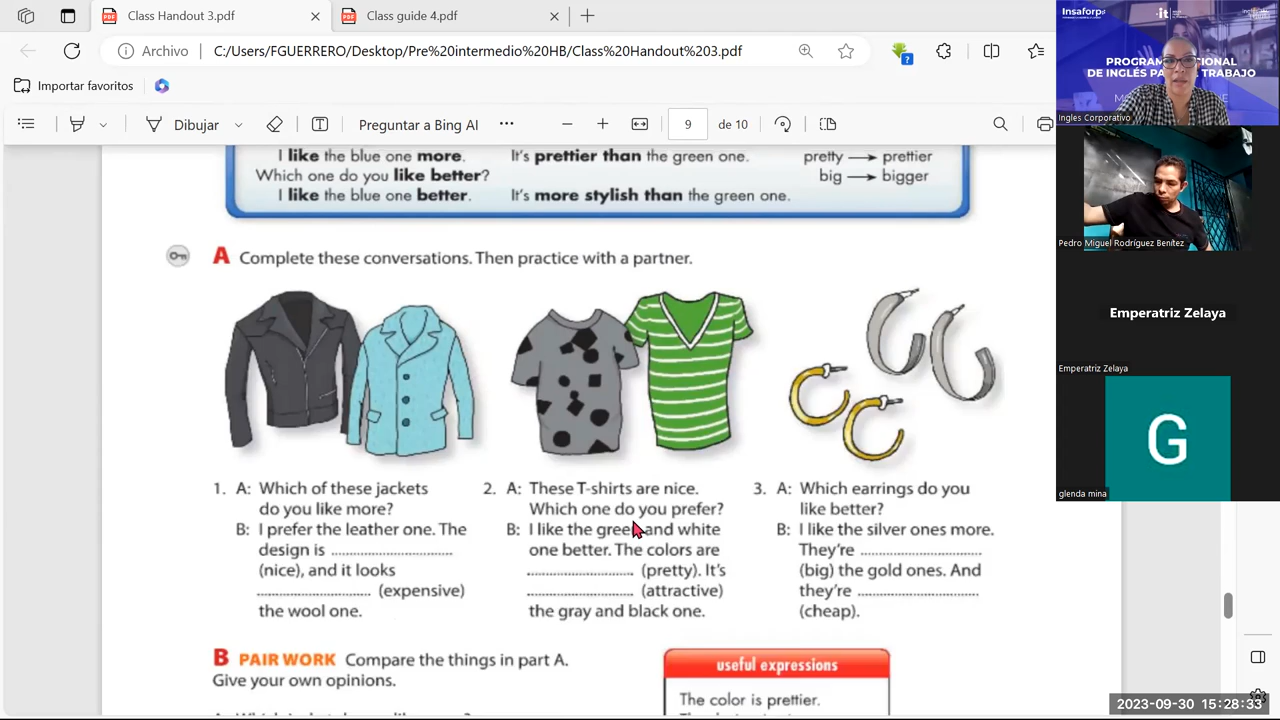 Class Handout 3.pdf
guide 4.pdf
Archivo
C:/Users/FGUERRERO/Desktop/Pre%20intermedio%20HB/Class%20Handout%203.pdf
Importar favoritos
Dibujar
Preguntar a Bing AI
9 de 10
I like the blue one more.
It's prettier than the green one.
pretty → prettier
Which one do you like better?
big → bigger
I like the blue one better.
It's more stylish than the green one.
A Complete these conversations. Then practice with a partner.
1. A: Which of these jackets
do you like more?
B: I prefer the leather one. The
design is
(nice), and it looks
(expensive)
the wool one.
2. A: These T-shirts are nice.
Which one do you prefer?
B: I like the green and white
one better. The colors are
(pretty). It's
(attractive)
the gray and black one.
3. A: Which earrings do you
like better?
B: I like the silver ones more.
They're
(big) the gold ones. And
they're
(cheap).
B PAIR WORK Compare the things in part A.
Give your own opinions.
useful expressions
The color is prettier.
Insaforp
Ingles Corporativo
Pedro Miguel Rodríguez Benítez
Emperatriz Zelaya
Emperatriz Zelaya
G
glenda mina
2023-09-30 15:28:33